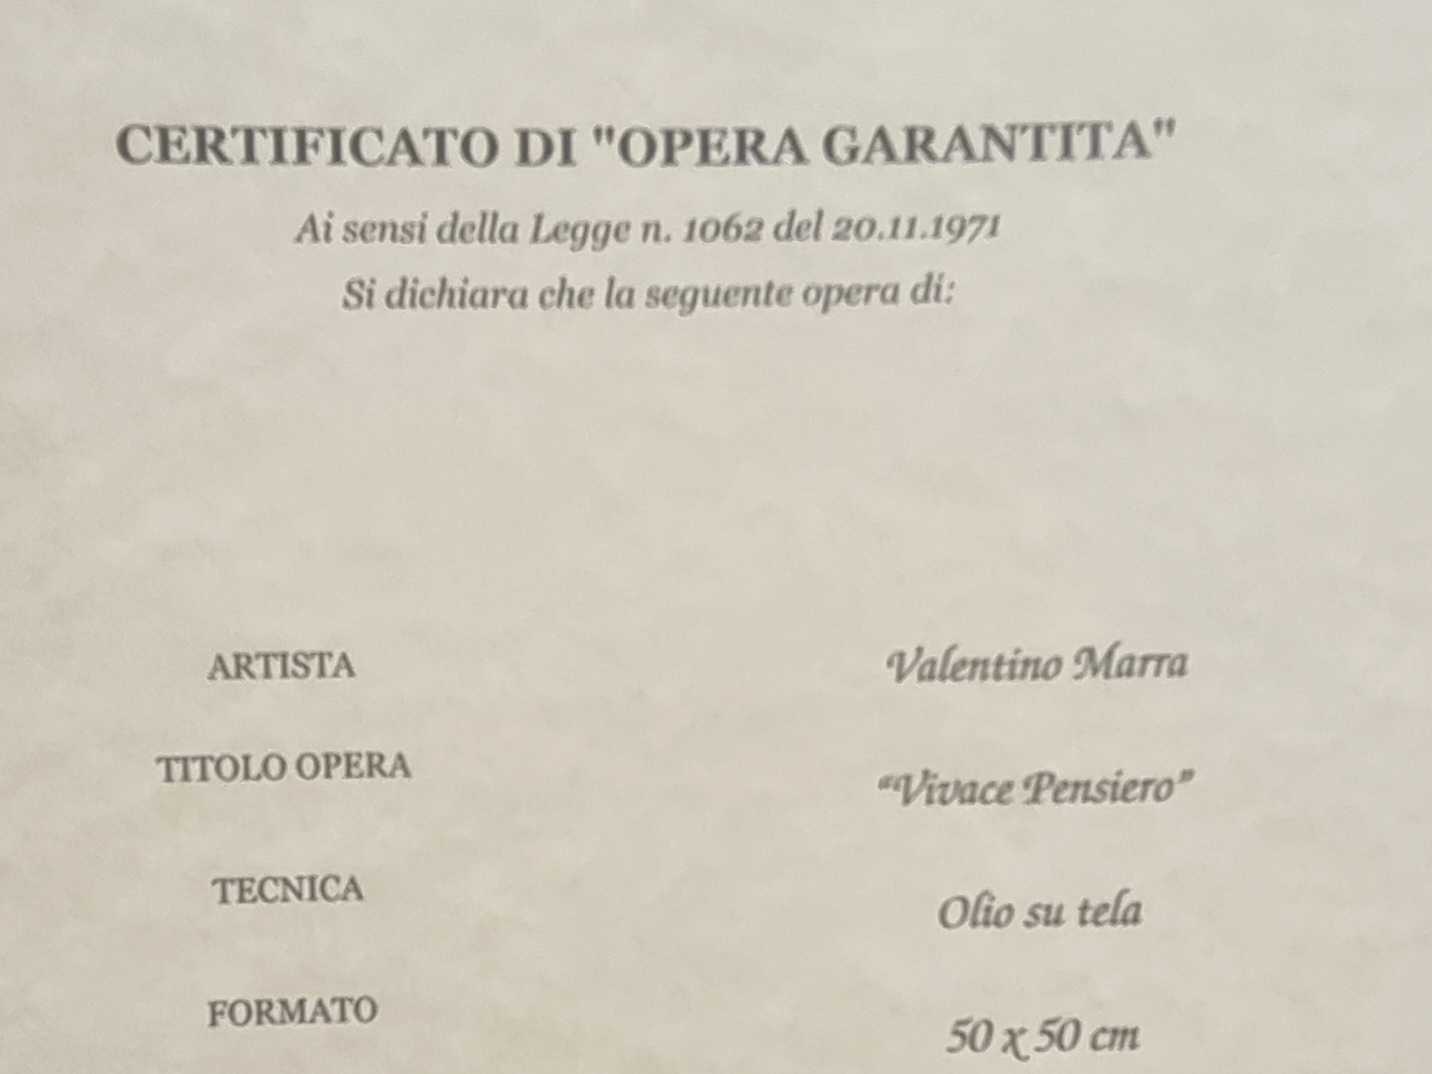 CERTIFICATO DI "OPERA GARANTITA"
Ai sensi della Legge n. 1062 del 20.11.1971
Si dichiara che la seguente opera di:
ARTISTA Valentino Marra
TITOLO OPERA “Vivace Pensiero”
TECNICA Olio su tela
FORMATO 50 x 50 cm